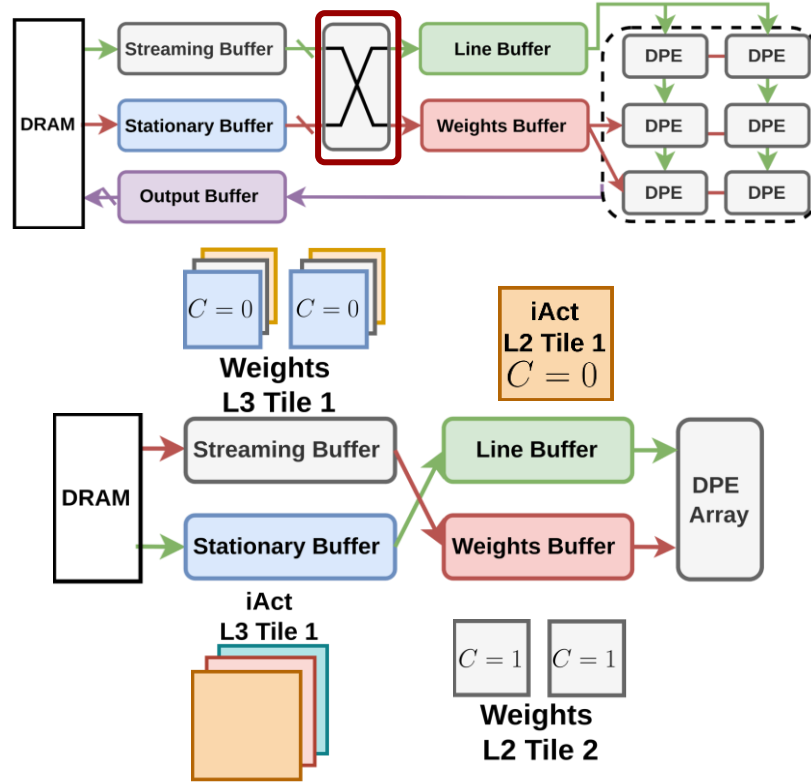 Streaming Buffer
Line Buffer
DPE
DPE
DRAM
Stationary Buffer
Weights Buffer
DPE
DPE
Output Buffer
DPE
DPE
C = 0
C = 0
Weights
L3 Tile 1
iAct
L2 Tile 1
C = 0
Streaming Buffer
Line Buffer
DRAM
DPE
Array
Stationary Buffer
Weights Buffer
iAct
L3 Tile 1
C = 1
C = 1
Weights
L2 Tile 2